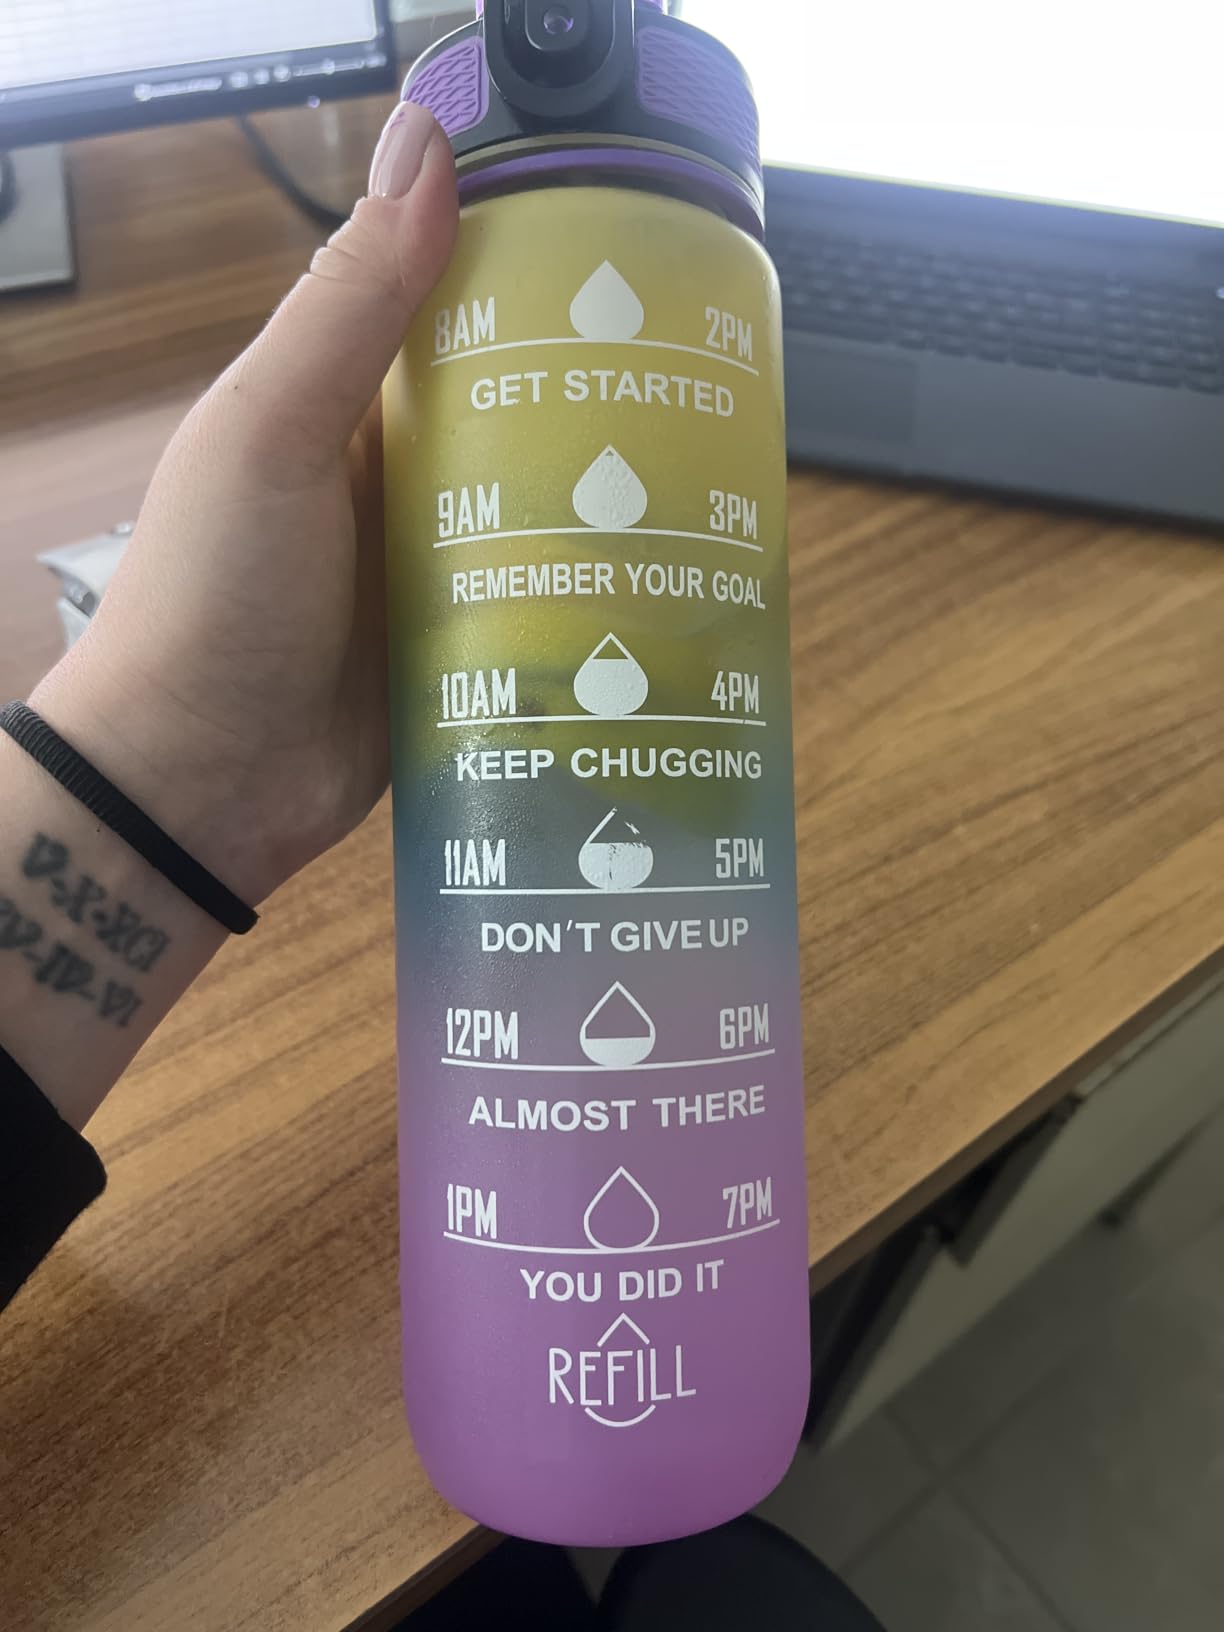 8AM 2PM
GET STARTED
9AM 3PM
REMEMBER YOUR GOAL
10AM 4PM
KEEP CHUGGING
11AM 5PM
DON'T GIVE UP
12PM 6PM
ALMOST THERE
1PM 7PM
YOU DID IT
REFILL